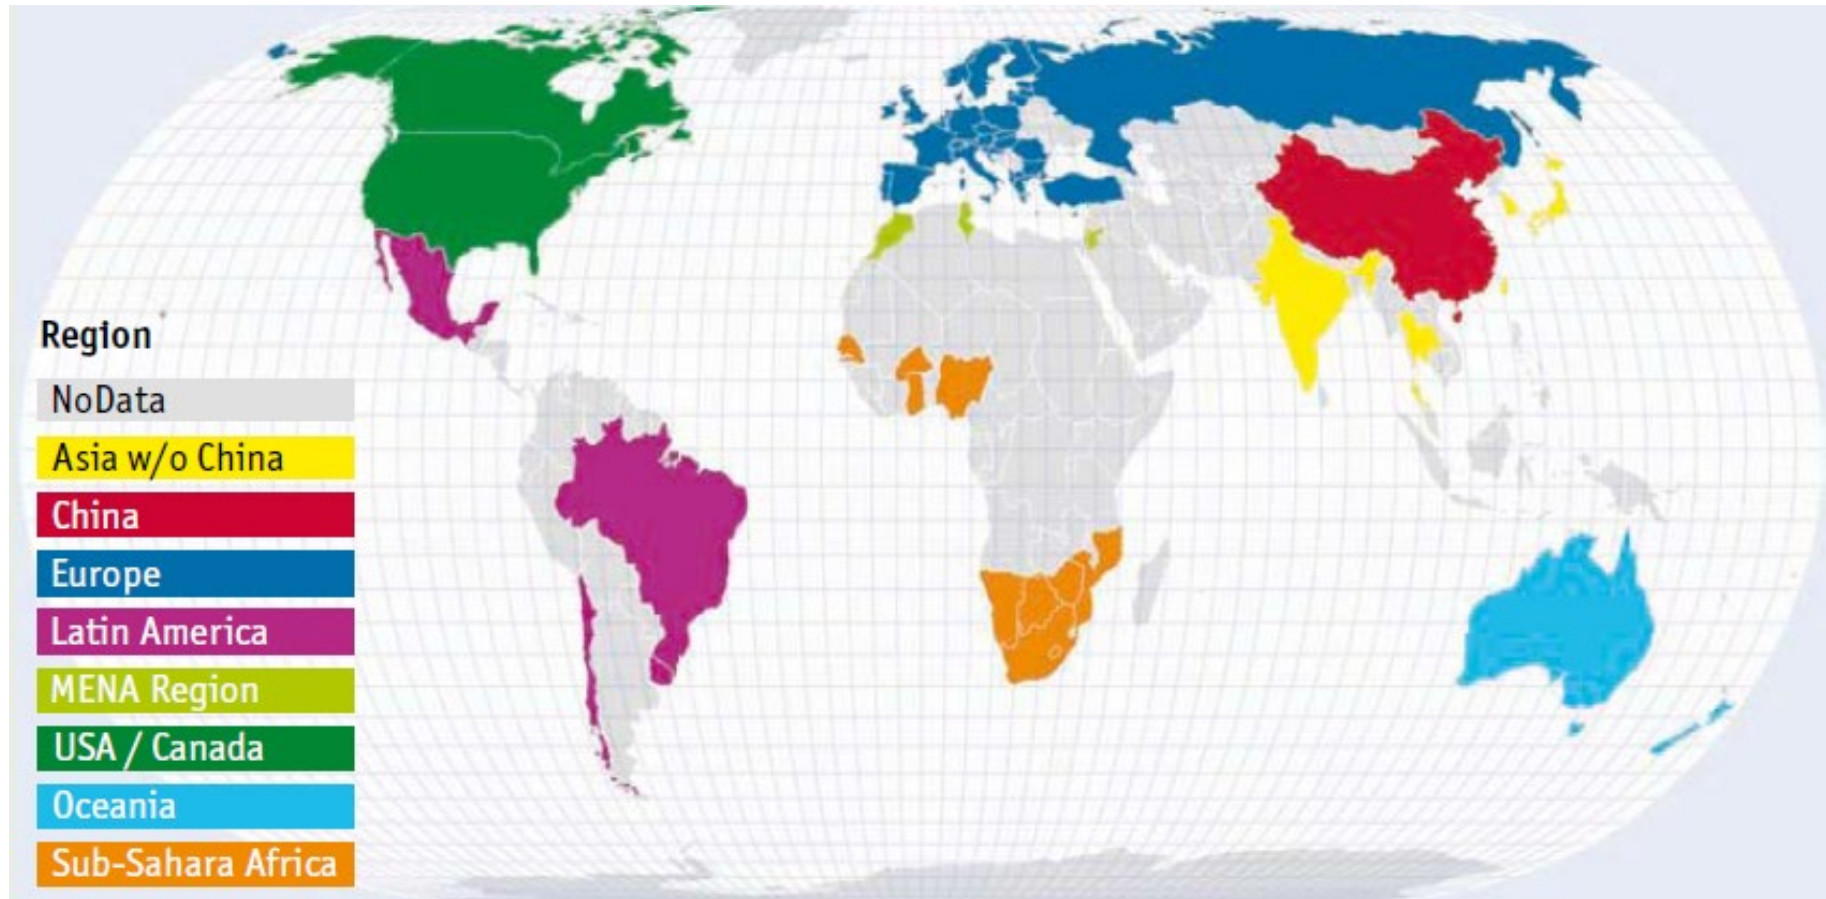 Region
NoData
Asia w/o China
China
Europe
Latin America
MENA Region
USA / Canada
Oceania
Sub-Sahara Africa